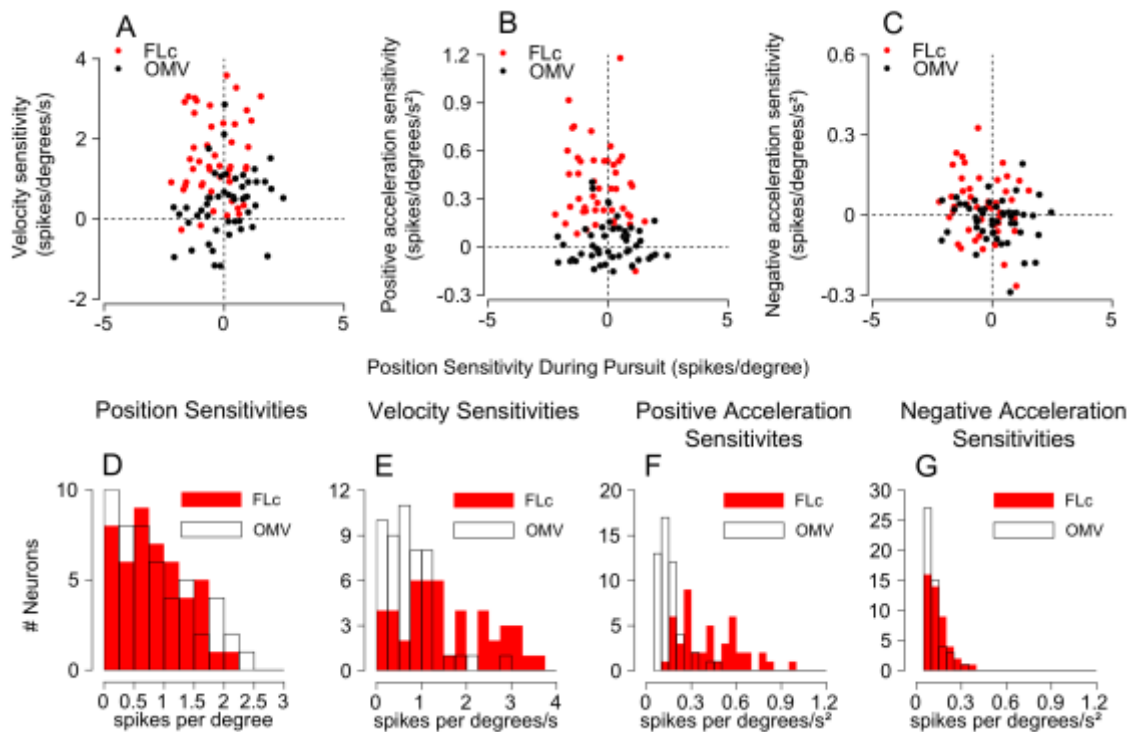 A
FLc
OMV
4
2
0
-2
-5
0
5
Velocity sensitivity
(spikes/degrees/s)
B
FLc
OMV
1.2
0.9
0.6
0.3
0
-0.3
-5
0
5
Positive acceleration sensitivity
(spikes/degrees/s²)
C
FLc
OMV
0.6
0.3
0
-0.3
-5
0
5
Negative acceleration sensitivity
(spikes/degrees/s²)
Position Sensitivity During Pursuit (spikes/degree)
Position Sensitivities
D
FLc
OMV
10
5
0
# Neurons
0 0.5 1 1.5 2 2.5 3
spikes per degree
Velocity Sensitivities
E
FLc
OMV
12
9
6
3
0
0 1 2 3 4
spikes per degrees/s
Positive Acceleration
Sensitivites
F
FLc
OMV
20
15
10
5
0
0 0.3 0.6 0.9 1.2
spikes per degrees/s²
Negative Acceleration
Sensitivities
G
FLc
OMV
30
25
20
15
10
5
0
0 0.3 0.6 0.9 1.2
spikes per degrees/s²